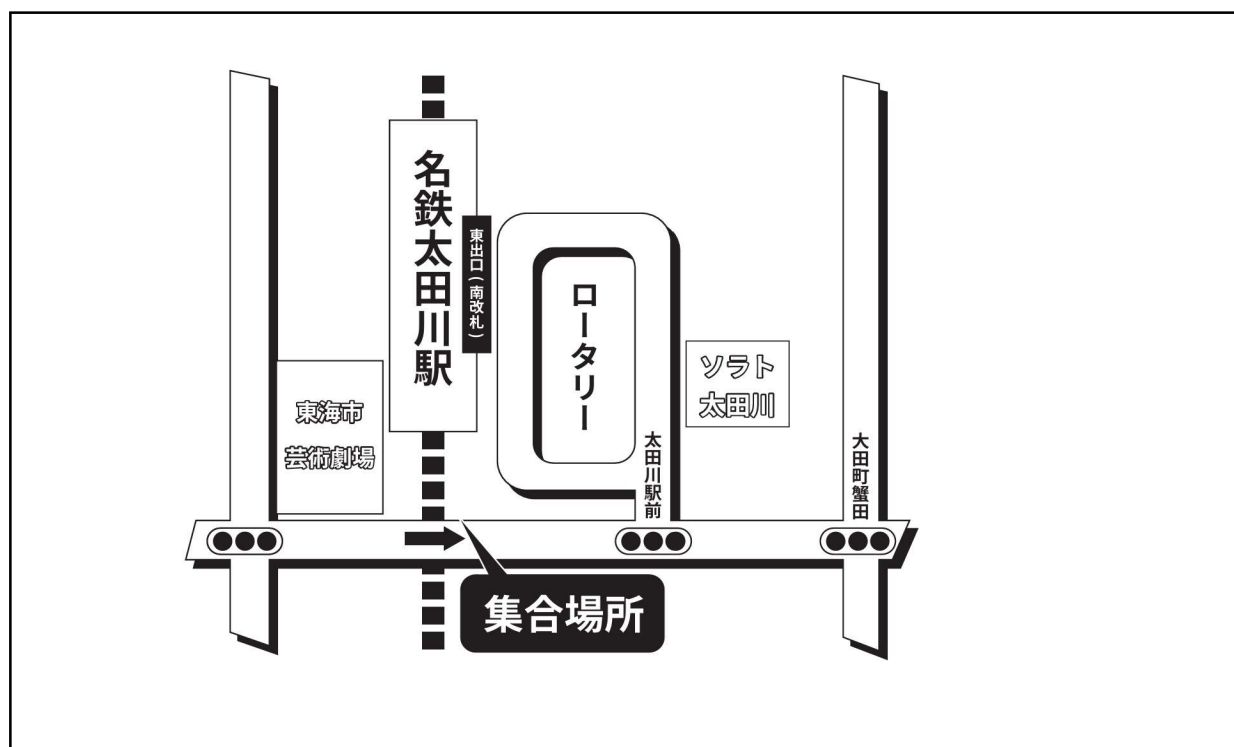 名鉄太田川駅
東出口(南改札)
ロータリー
ソラト
太田川
東海市
芸術劇場
太田川駅前
大田町蟹田
集合場所